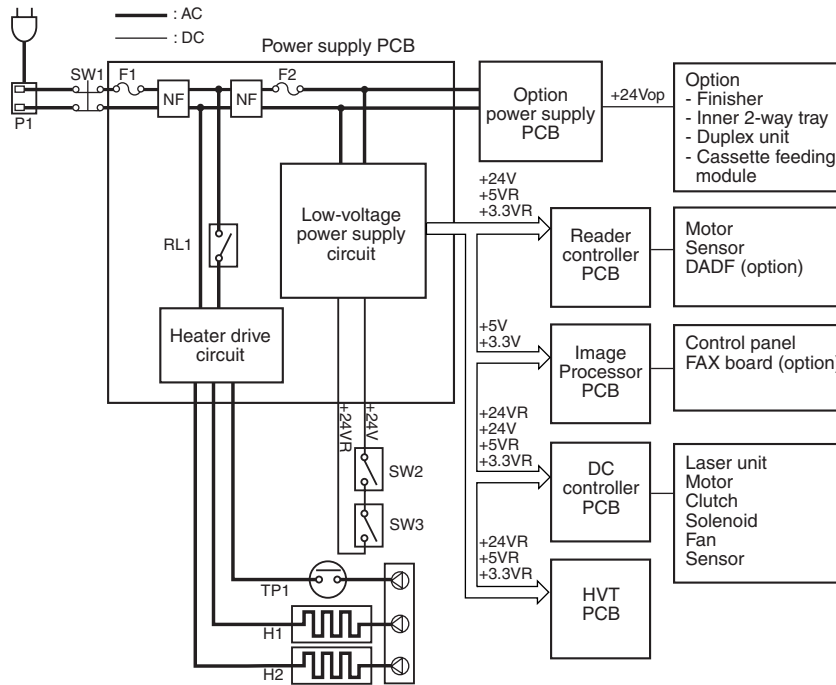 : AC
: DC
Power supply PCB
P1
SW1
F1
NF
NF
F2
Option
power supply
PCB
+24Vop
Option
- Finisher
- Inner 2-way tray
- Duplex unit
- Cassette feeding
module
RL1
Low-voltage
power supply
circuit
+24V
+5VR
+3.3VR
Reader
controller
PCB
Motor
Sensor
DADF (option)
Heater drive
circuit
+5V
+3.3V
Image
Processor
PCB
Control panel
FAX board (option)
+24VR
+24V
SW2
SW3
+24VR
+24V
+5VR
+3.3VR
DC
controller
PCB
Laser unit
Motor
Clutch
Solenoid
Fan
Sensor
+24VR
+5VR
+3.3VR
HVT
PCB
TP1
H1
H2